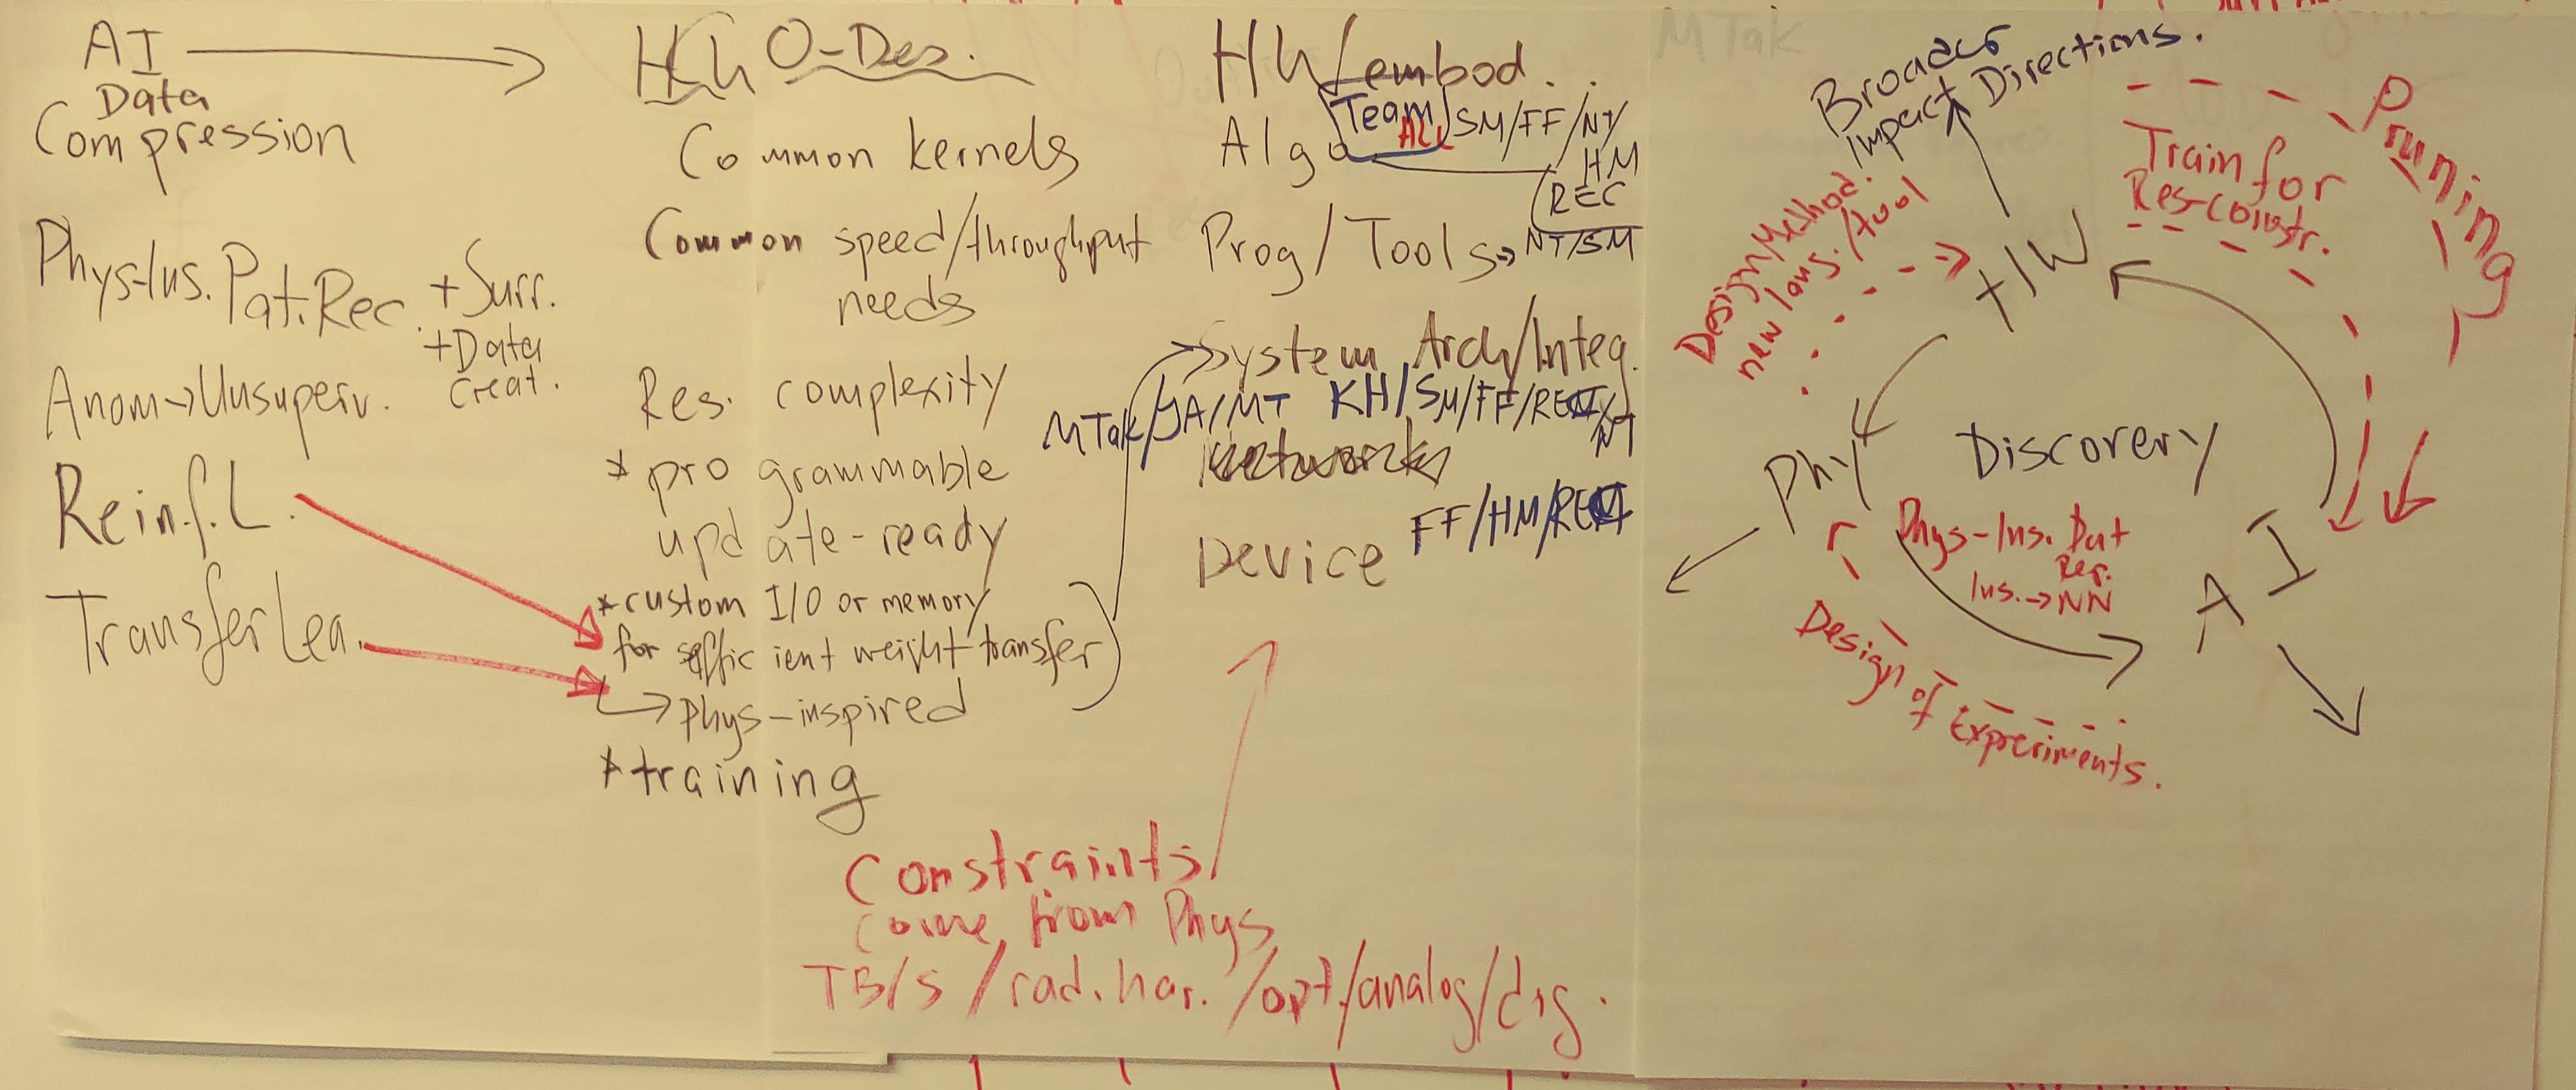 AI
Data
Compression
Phys-Ins. Pat. Rec. + Surr.
+Data
creat.
Anom→Unsuperv.
Reinf. L.
Transfer Lea.
O-Des.
Common kernels
Common speed/throughput
needs
Res. complexity
* programmable
update-ready
* custom I/O or memory
for efficient weight transfer
↳ phys-inspired
* training
HW/embod.
Team
ALL
SM/FF/NT/
HM
Algo
REC
Prog/Tools→
NT/SM
System Arch/Integ.
MTak/JA/MT KH/SM/FF/REC/
NT
Networks
FF/HM/REC
Device
Constraints
come from Phys
TB/s/rad. har./opt/analog/dig.
MTak
Broader
Impact Directions.
Design Method.
new lang./tool
HW
Train for
Res-constr.
Pruning
Discovery
Phy
Phys-Ins. Pat
Rec.
Ins.→NN
AI
Design of Experiments.